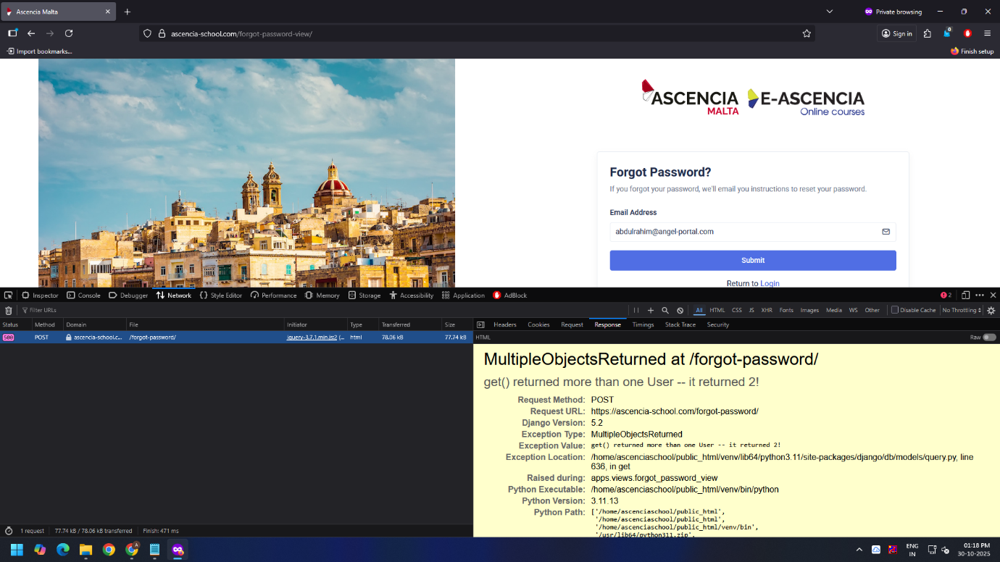 Ascencia Malta
Private browsing
ascencia-school.com/forgot-password-view/
Sign in
0
Import bookmarks...
Finish setup
ASCENCIA
MALTA
E-ASCENCIA
Online courses
Forgot Password?
If you forgot your password, we'll email you instructions to reset your password.
Email Address
abdulrahim@angel-portal.com
Submit
Return to Login
Inspector
Console
Debugger
Network
Style Editor
Performance
Memory
Storage
Accessibility
Application
AdBlock
2
Filter URLs
All
HTML
CSS
JS
XHR
Fonts
Images
Media
WS
Other
Disable Cache
No Throttling
Status
Method
Domain
File
Initiator
Type
Transferred
Size
500
POST
ascencia-school.c...
/forgot-password/
jquery-3.7.1.min.js:2 (...
html
78.06 kB
77.74 kB
Headers
Cookies
Request
Response
Timings
Stack Trace
Security
HTML
Raw
MultipleObjectsReturned at /forgot-password/
get() returned more than one User -- it returned 2!
Request Method: POST
Request URL: https://ascencia-school.com/forgot-password/
Django Version: 5.2
Exception Type: MultipleObjectsReturned
Exception Value: get() returned more than one User -- it returned 2!
Exception Location: /home/ascenciaschool/public_html/venv/lib64/python3.11/site-packages/django/db/models/query.py, line
636, in get
Raised during: apps.views.forgot_password_view
Python Executable: /home/ascenciaschool/public_html/venv/bin/python
Python Version: 3.11.13
Python Path: ['/home/ascenciaschool/public_html',
'/home/ascenciaschool/public_html',
'/home/ascenciaschool/public_html/venv/bin',
'/usr/lib64/python311.zip',
1 request
77.74 kB / 78.06 kB transferred
Finish: 471 ms
ENG
IN
01:18 PM
30-10-2025